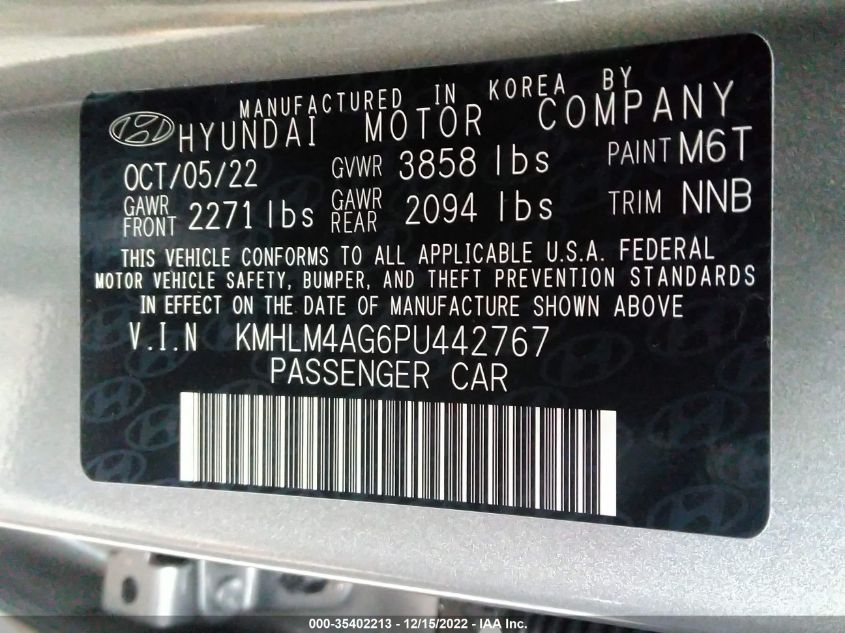 MANUFACTURED IN KOREA BY
HYUNDAI MOTOR COMPANY
OCT/05/22 GVWR 3858 lbs PAINT M6T
GAWR FRONT 2271 lbs GAWR REAR 2094 lbs TRIM NNB
THIS VEHICLE CONFORMS TO ALL APPLICABLE U.S.A. FEDERAL
MOTOR VEHICLE SAFETY, BUMPER, AND THEFT PREVENTION STANDARDS
IN EFFECT ON THE DATE OF MANUFACTURE SHOWN ABOVE
V.I.N KMHLM4AG6PU442767
PASSENGER CAR
000-35402213 - 12/15/2022 - IAA Inc.